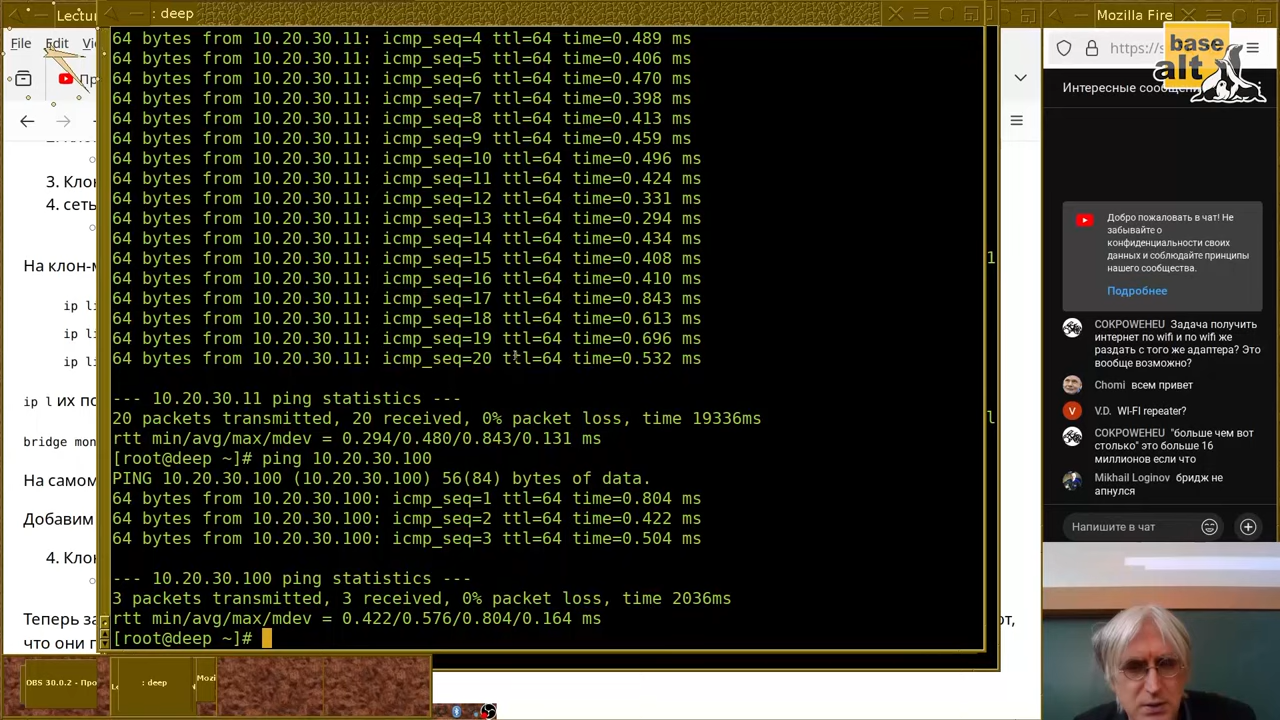 Lectu
: deep
Mozilla Fire
File Edit Vi
Пр
3. Клон
4. сеть
На клон-м
ip li
ip li
ip li
ip l их по
bridge mon
На самом
Добавим
4. Клон
Теперь за
что они п
от,
64 bytes from 10.20.30.11: icmp_seq=4 ttl=64 time=0.489 ms
64 bytes from 10.20.30.11: icmp_seq=5 ttl=64 time=0.406 ms
64 bytes from 10.20.30.11: icmp_seq=6 ttl=64 time=0.470 ms
64 bytes from 10.20.30.11: icmp_seq=7 ttl=64 time=0.398 ms
64 bytes from 10.20.30.11: icmp_seq=8 ttl=64 time=0.413 ms
64 bytes from 10.20.30.11: icmp_seq=9 ttl=64 time=0.459 ms
64 bytes from 10.20.30.11: icmp_seq=10 ttl=64 time=0.496 ms
64 bytes from 10.20.30.11: icmp_seq=11 ttl=64 time=0.424 ms
64 bytes from 10.20.30.11: icmp_seq=12 ttl=64 time=0.331 ms
64 bytes from 10.20.30.11: icmp_seq=13 ttl=64 time=0.294 ms
64 bytes from 10.20.30.11: icmp_seq=14 ttl=64 time=0.434 ms
64 bytes from 10.20.30.11: icmp_seq=15 ttl=64 time=0.408 ms
64 bytes from 10.20.30.11: icmp_seq=16 ttl=64 time=0.410 ms
64 bytes from 10.20.30.11: icmp_seq=17 ttl=64 time=0.843 ms
64 bytes from 10.20.30.11: icmp_seq=18 ttl=64 time=0.613 ms
64 bytes from 10.20.30.11: icmp_seq=19 ttl=64 time=0.696 ms
64 bytes from 10.20.30.11: icmp_seq=20 ttl=64 time=0.532 ms
--- 10.20.30.11 ping statistics ---
20 packets transmitted, 20 received, 0% packet loss, time 19336ms
rtt min/avg/max/mdev = 0.294/0.480/0.843/0.131 ms
[root@deep ~]# ping 10.20.30.100
PING 10.20.30.100 (10.20.30.100) 56(84) bytes of data.
64 bytes from 10.20.30.100: icmp_seq=1 ttl=64 time=0.804 ms
64 bytes from 10.20.30.100: icmp_seq=2 ttl=64 time=0.422 ms
64 bytes from 10.20.30.100: icmp_seq=3 ttl=64 time=0.504 ms
--- 10.20.30.100 ping statistics ---
3 packets transmitted, 3 received, 0% packet loss, time 2036ms
rtt min/avg/max/mdev = 0.422/0.576/0.804/0.164 ms
[root@deep ~]#
https://s
base
alt
Интересные сообщен
Добро пожаловать в чат! Не
забывайте о
конфиденциальности своих
данных и соблюдайте принципы
нашего сообщества.
Подробнее
COKPOWEHEU Задача получить
интернет по wifi и по wifi же
раздать с того же адаптера? Это
вообще возможно?
Chomi всем привет
V.D. WI-FI repeater?
COKPOWEHEU "больше чем вот
столько" это больше 16
миллионов если что
Mikhail Loginov бридж не
апнулся
Напишите в чат
OBS 30.0.2 - Про
: deep
Mozi